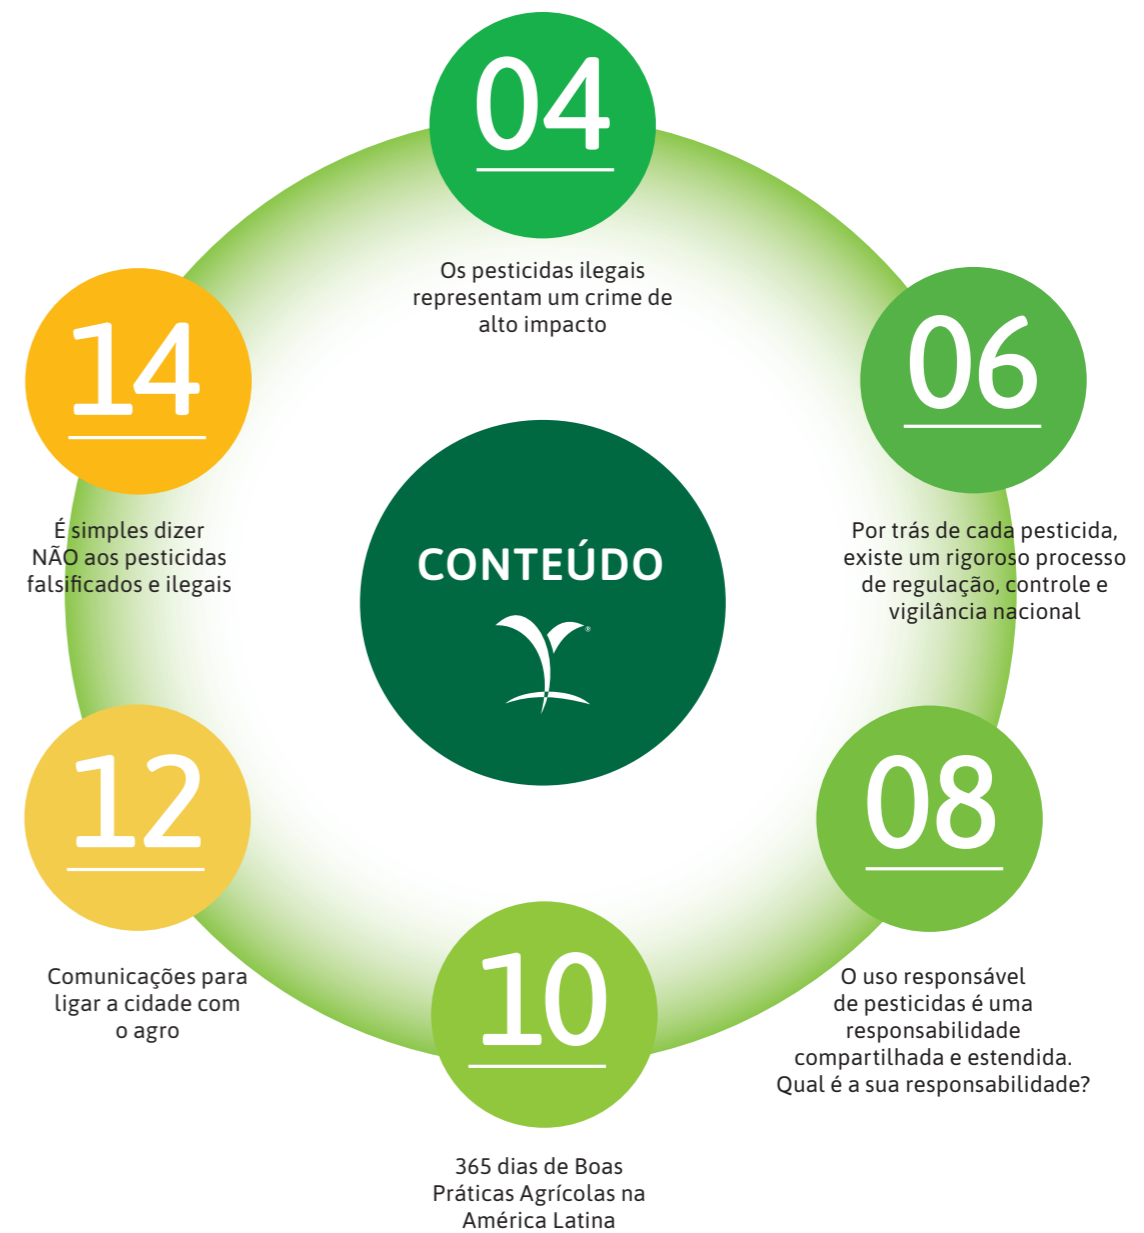 04
Os pesticidas ilegais
representam um crime de
alto impacto
06
Por trás de cada pesticida,
existe um rigoroso processo
de regulação, controle e
vigilância nacional
08
O uso responsável
de pesticidas é uma
responsabilidade
compartilhada e estendida.
Qual é a sua responsabilidade?
10
365 dias de Boas
Práticas Agrícolas na
América Latina
12
Comunicações para
ligar a cidade com
o agro
14
É simples dizer
NÃO aos pesticidas
falsificados e ilegais
CONTEÚDO
®